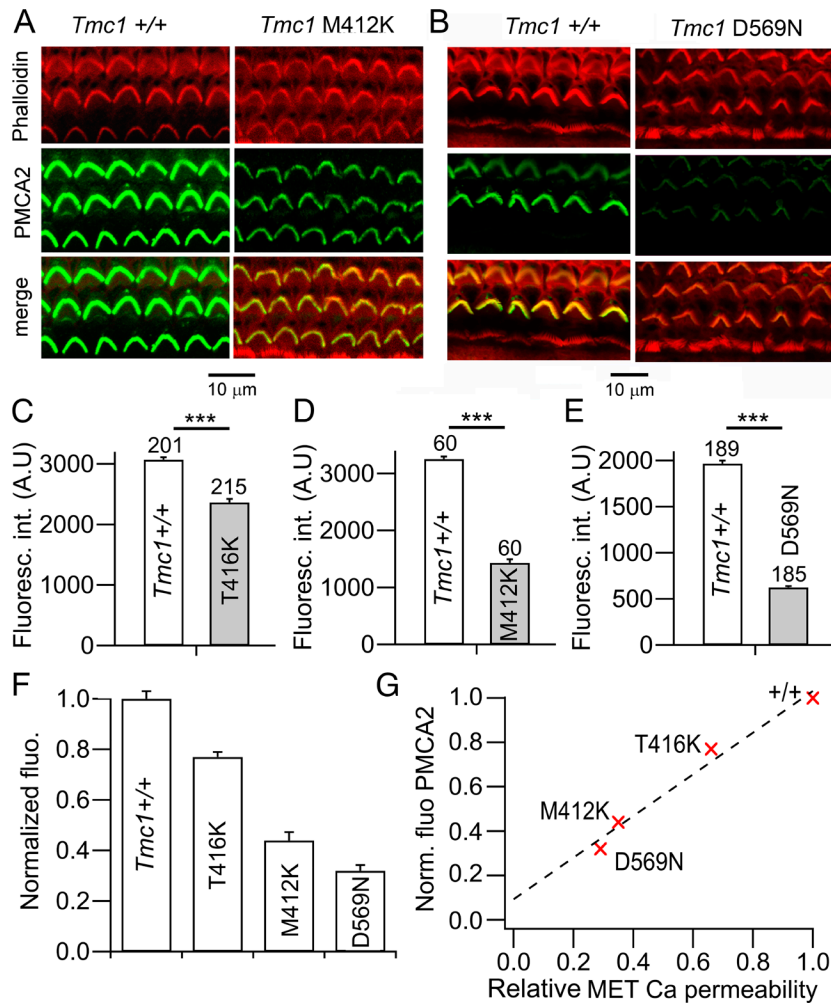 A
Tmc1 +/+
Tmc1 M412K
B
Tmc1 +/+
Tmc1 D569N
Phalloidin
PMCA2
merge
10 μm
10 μm
C
Fluoresc. int. (A.U)
3000
2000
1000
0
201
***
215
Tmc1+/+
T416K
D
Fluoresc. int. (A.U)
3000
2000
1000
0
60
***
60
Tmc1+/+
M412K
E
Fluoresc. int. (A.U)
2000
1500
1000
500
0
189
***
185
Tmc1+/+
D569N
F
Normalized fluo.
1.0
0.8
0.6
0.4
0.2
0.0
Tmc1+/+
T416K
M412K
D569N
G
Norm. fluo PMCA2
1.0
0.8
0.6
0.4
0.2
0.0
+/+
T416K
M412K
D569N
0.0 0.2 0.4 0.6 0.8 1.0
Relative MET Ca permeability